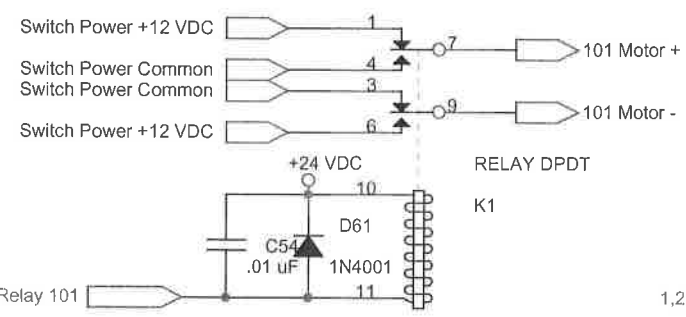 Switch Power +12 VDC 1
7 101 Motor +
Switch Power Common 4
Switch Power Common 3
9 101 Motor -
Switch Power +12 VDC 6
+24 VDC RELAY DPDT
10
K1
D61
C54
.01 uF 1N4001
Relay 101 11 1,2